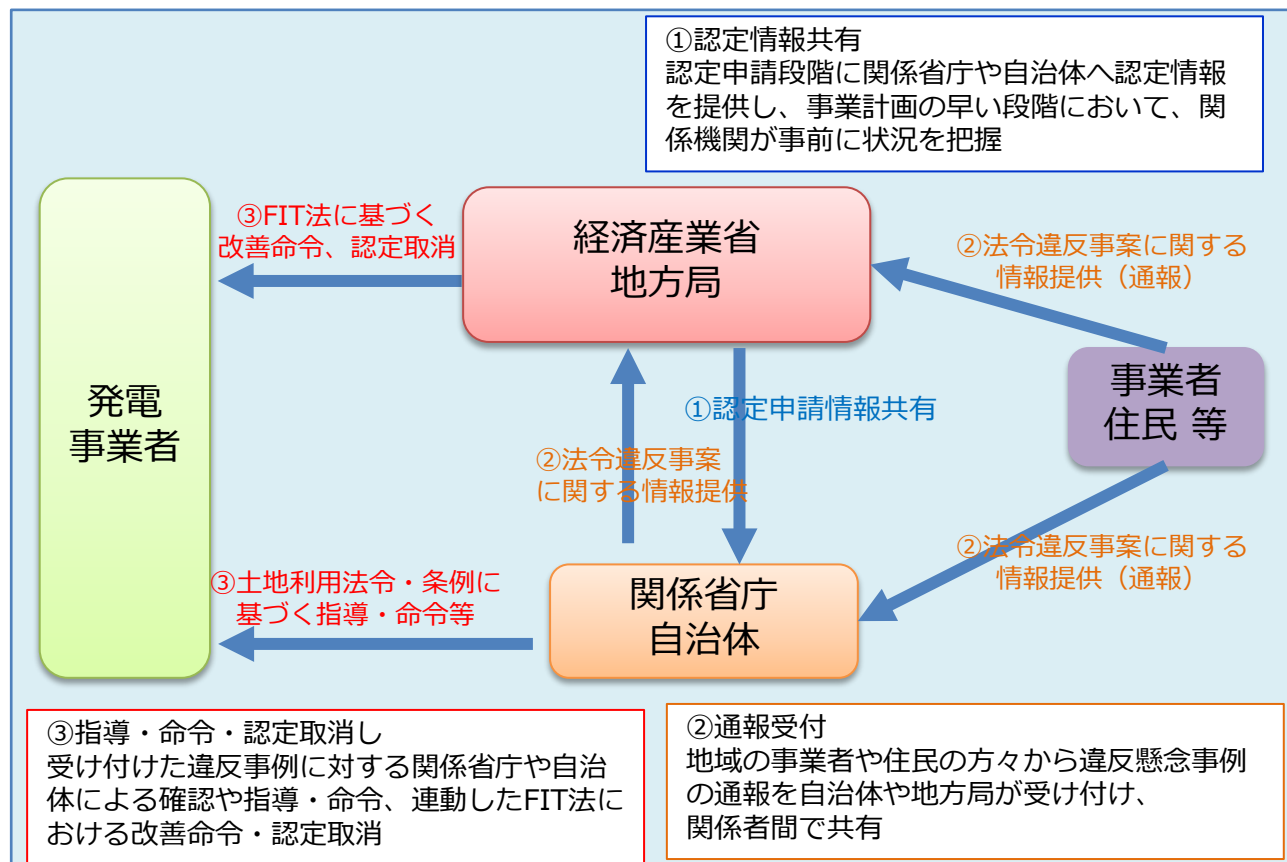 ①認定情報共有
認定申請段階に関係省庁や自治体へ認定情報
を提供し、事業計画の早い段階において、関
係機関が事前に状況を把握
③FIT法に基づく
改善命令、認定取消
経済産業省
地方局
②法令違反事案に関する
情報提供（通報）
発電
事業者
①認定申請情報共有
事業者
住民 等
②法令違反事案
に関する情報提供
③土地利用法令・条例に
基づく指導・命令等
関係省庁
自治体
②法令違反事案に関する
情報提供（通報）
③指導・命令・認定取消し
受け付けた違反事例に対する関係省庁や自治
体による確認や指導・命令、連動したFIT法に
おける改善命令・認定取消
②通報受付
地域の事業者や住民の方々から違反懸念事例
の通報を自治体や地方局が受け付け、
関係者間で共有